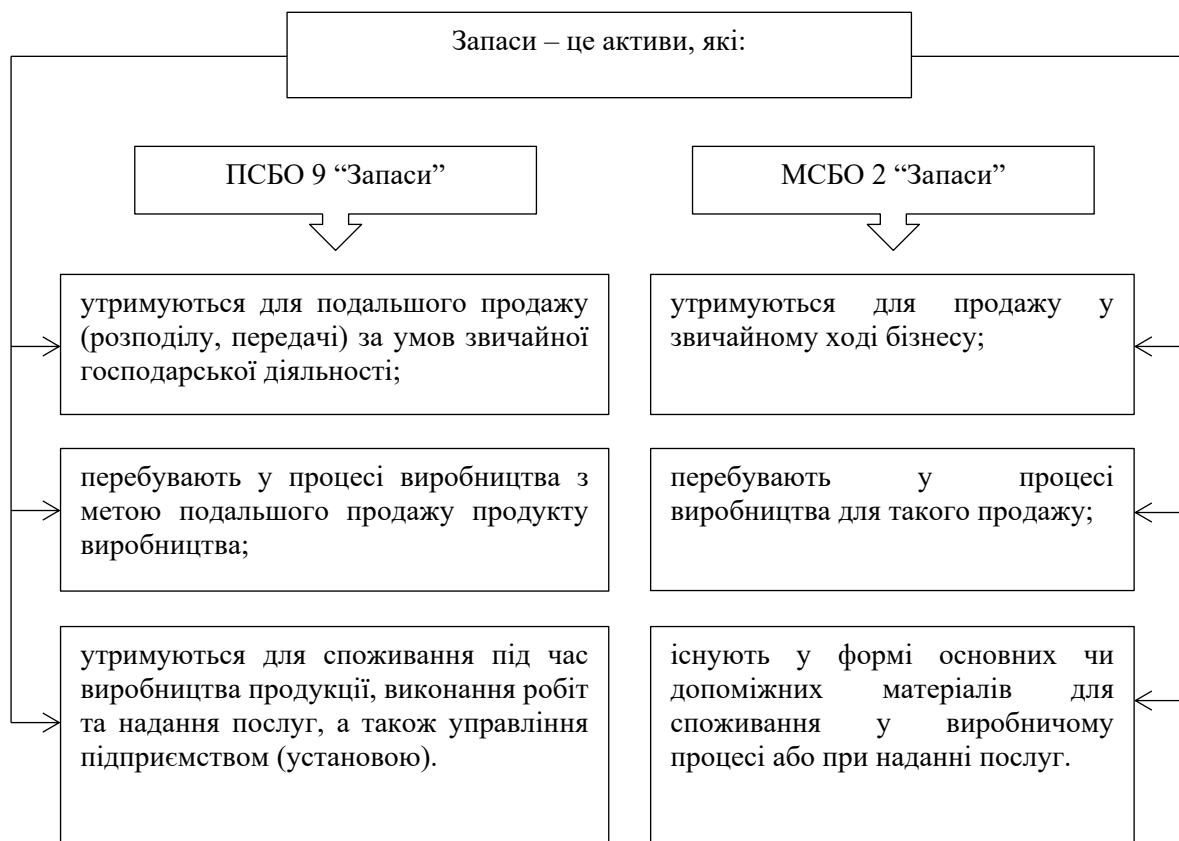 Запаси – це активи, які:
ПСБО 9 “Запаси”
МСБО 2 “Запаси”
утримуються для подальшого продажу
(розподілу, передачі) за умов звичайної
господарської діяльності;
утримуються для продажу у
звичайному ході бізнесу;
перебувають у процесі виробництва з
метою подальшого продажу продукту
виробництва;
перебувають у процесі
виробництва для такого продажу;
утримуються для споживання під час
виробництва продукції, виконання робіт
та надання послуг, а також управління
підприємством (установою).
існують у формі основних чи
допоміжних матеріалів для
споживання у виробничому
процесі або при наданні послуг.